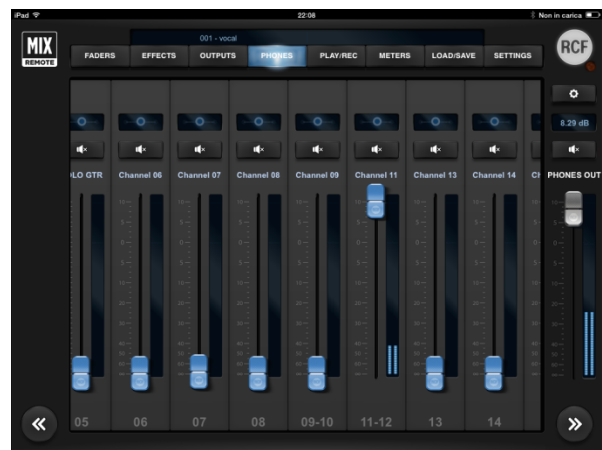 iPad
22:08
Non in carica
MIX
REMOTE
001 - vocal
RCF
FADERS
EFFECTS
OUTPUTS
PHONES
PLAY/REC
METERS
LOAD/SAVE
SETTINGS
8.29 dB
LO GTR
Channel 06
Channel 07
Channel 08
Channel 09
Channel 11
Channel 13
Channel 14
PHONES OUT
05
06
07
08
09-10
11-12
13
14